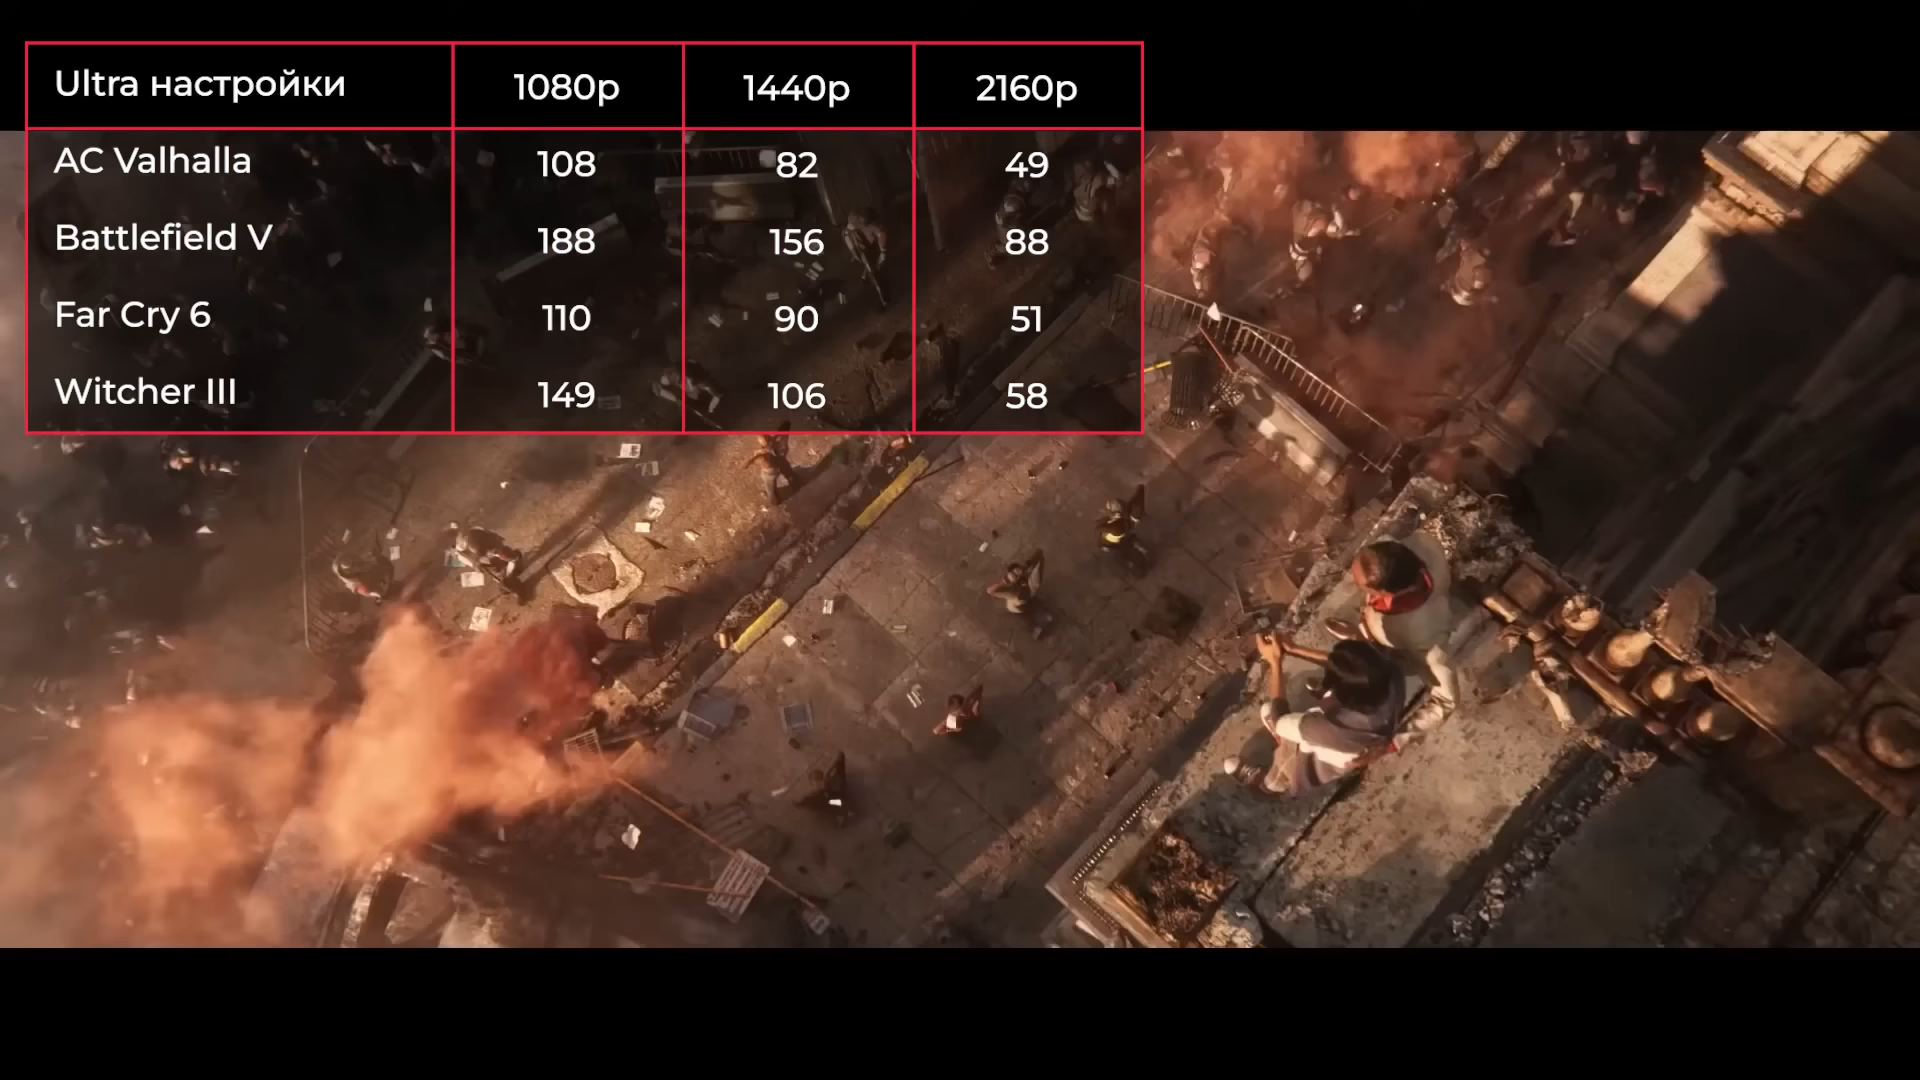 Ultra настройки 1080p 1440p 2160p
AC Valhalla 108 82 49
Battlefield V 188 156 88
Far Cry 6 110 90 51
Witcher III 149 106 58